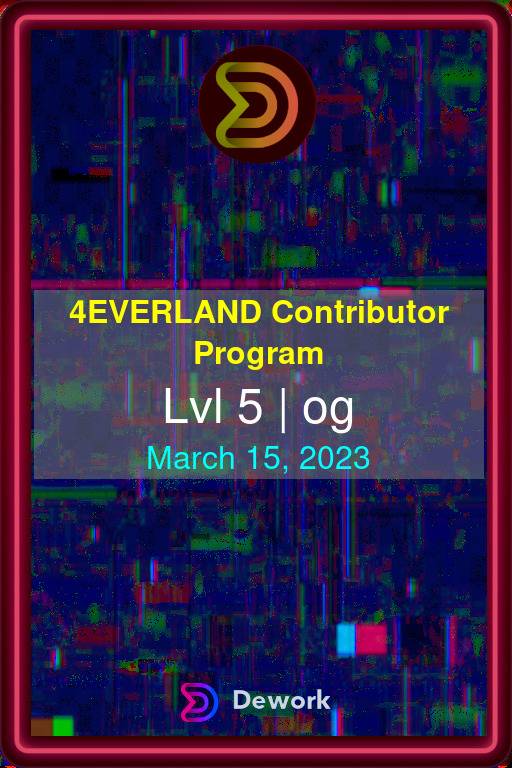 4EVERLAND Contributor
Program
Lvl 5 | og
March 15, 2023
Dework